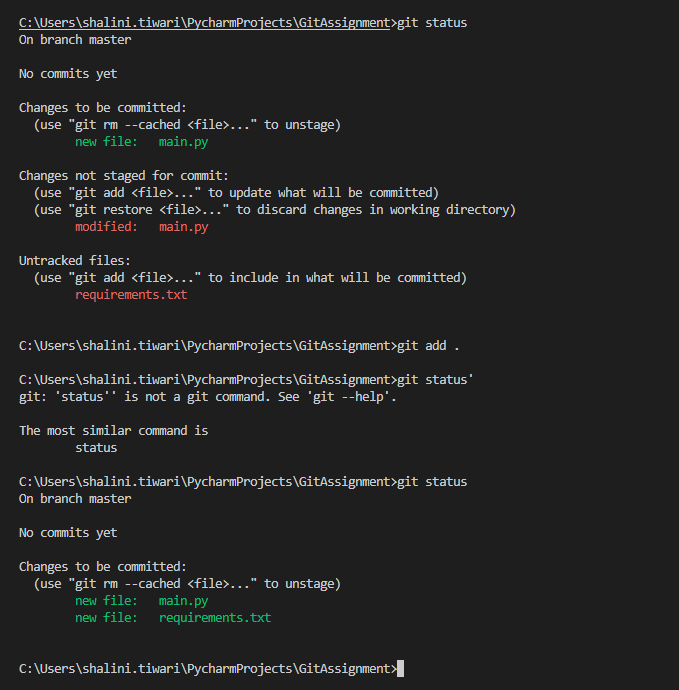 C:\Users\shalini.tiwari\PycharmProjects\GitAssignment>git status
On branch master
No commits yet
Changes to be committed:
(use "git rm --cached <file>..." to unstage)
new file: main.py
Changes not staged for commit:
(use "git add <file>..." to update what will be committed)
(use "git restore <file>..." to discard changes in working directory)
modified: main.py
Untracked files:
(use "git add <file>..." to include in what will be committed)
requirements.txt
C:\Users\shalini.tiwari\PycharmProjects\GitAssignment>git add .
C:\Users\shalini.tiwari\PycharmProjects\GitAssignment>git status'
git: 'status'' is not a git command. See 'git --help'.
The most similar command is
status
C:\Users\shalini.tiwari\PycharmProjects\GitAssignment>git status
On branch master
No commits yet
Changes to be committed:
(use "git rm --cached <file>..." to unstage)
new file: main.py
new file: requirements.txt
C:\Users\shalini.tiwari\PycharmProjects\GitAssignment>